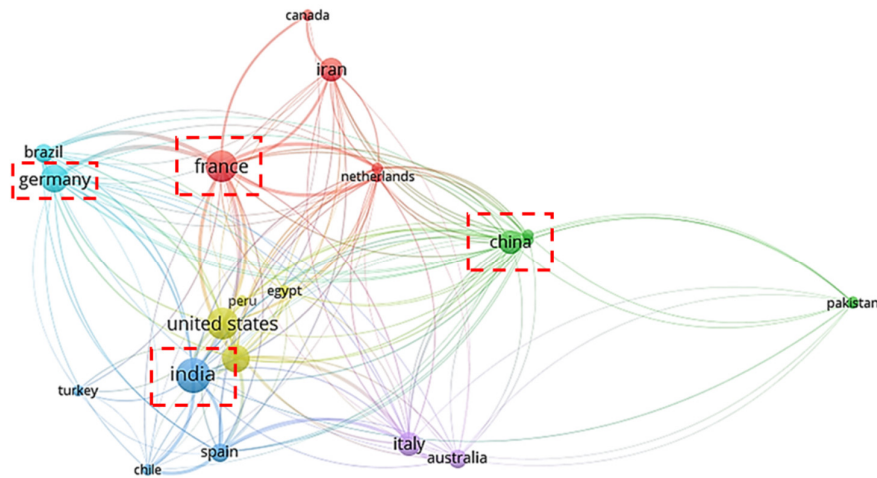 canada
iran
brazil
germany
france
netherlands
china
egypt
peru
united states
pakistan
india
turkey
spain
chile
italy
australia